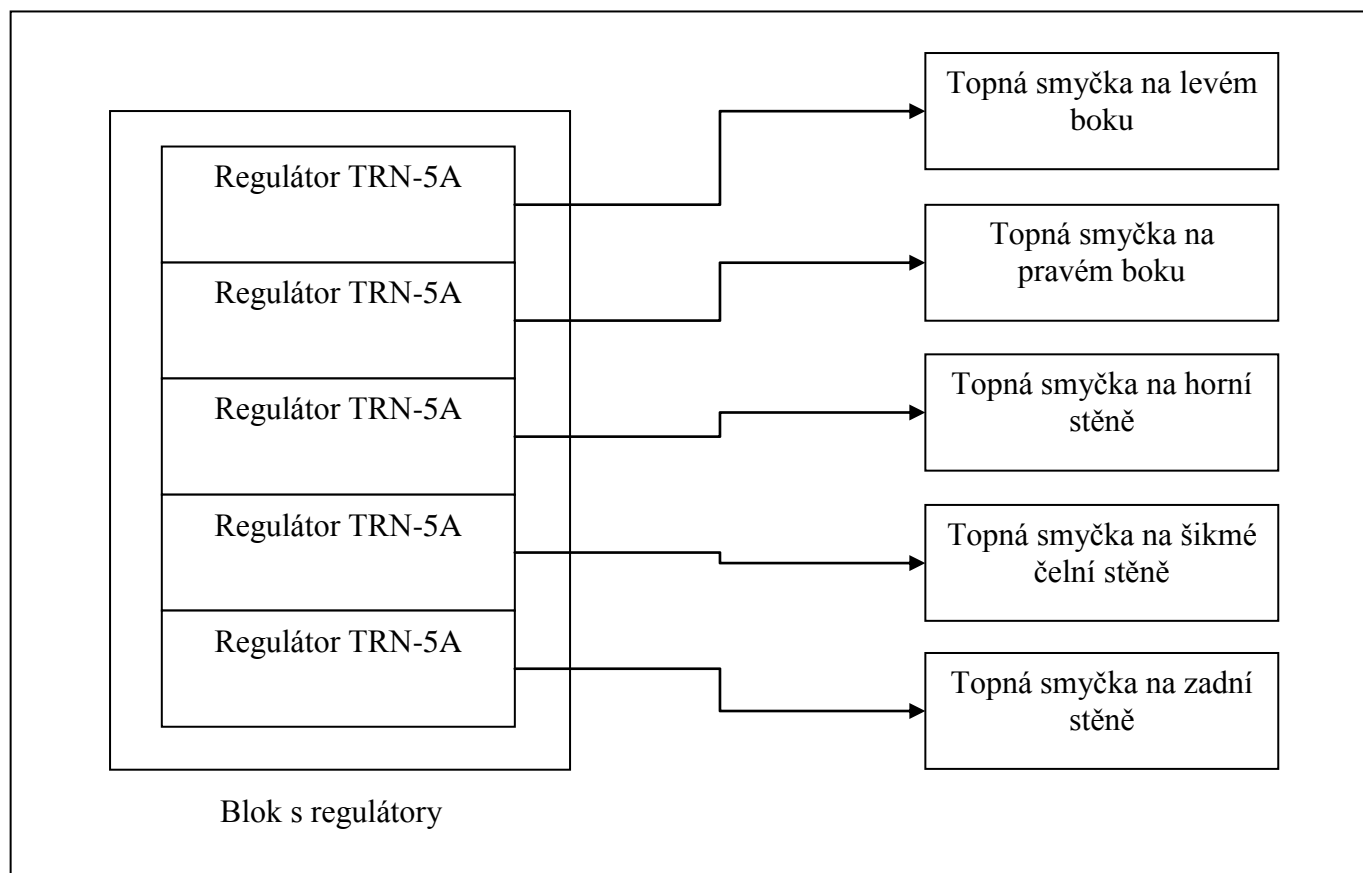 Regulátor TRN-5A
Regulátor TRN-5A
Regulátor TRN-5A
Regulátor TRN-5A
Regulátor TRN-5A
Blok s regulátory
Topná smyčka na levém
boku
Topná smyčka na
pravém boku
Topná smyčka na horní
stěně
Topná smyčka na šikmé
čelní stěně
Topná smyčka na zadní
stěně